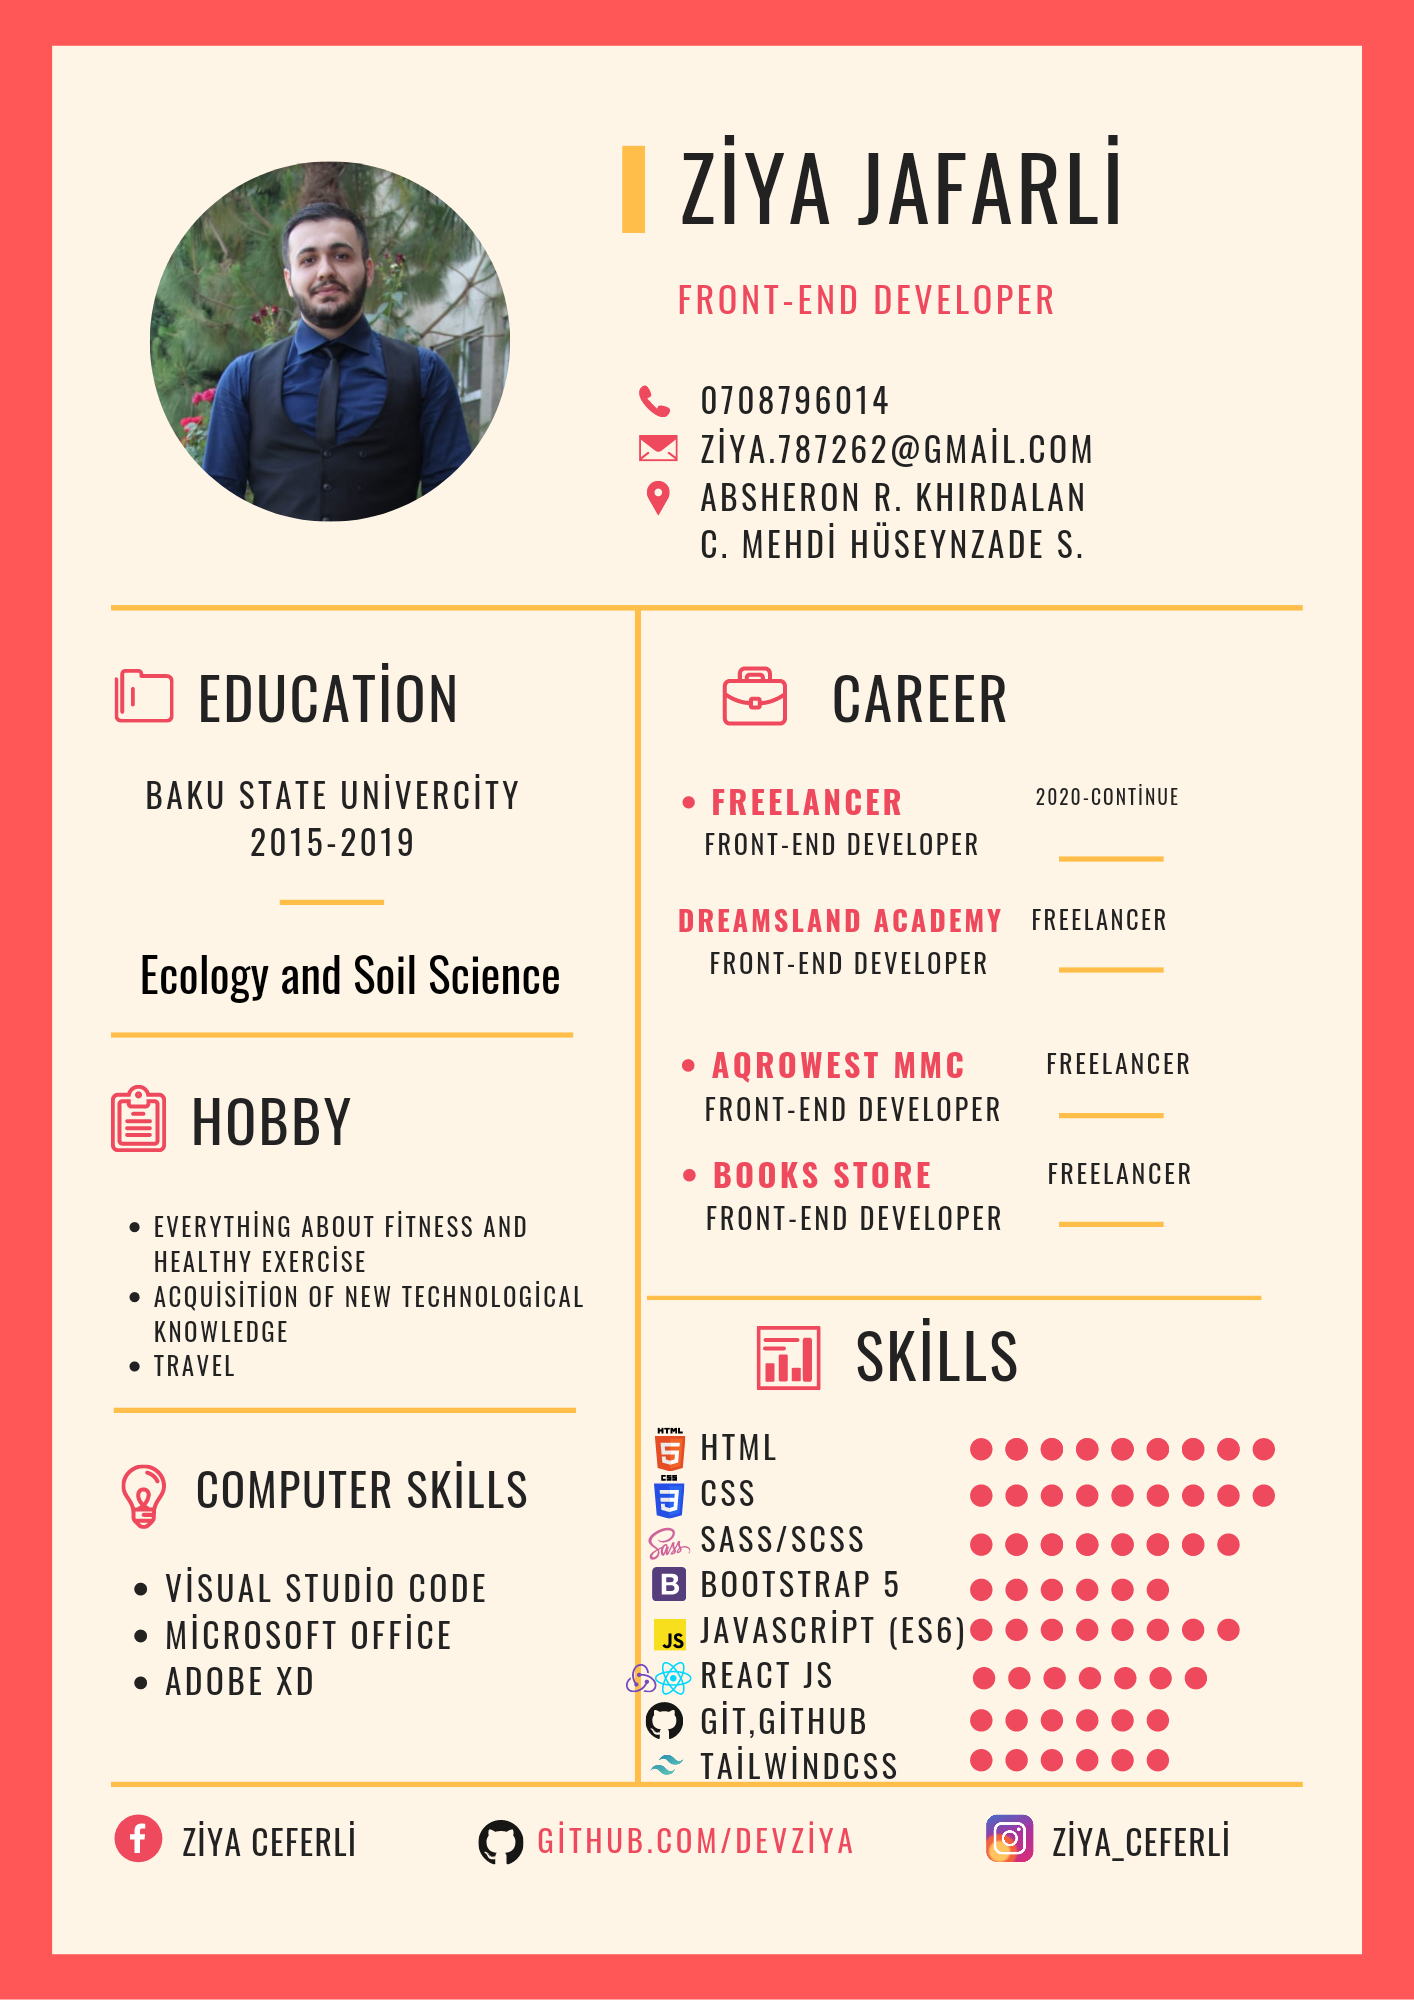 ZİYA JAFARLİ
FRONT-END DEVELOPER
0708796014
ZİYA.787262@GMAİL.COM
ABSHERON R. KHIRDALAN
C. MEHDİ HÜSEYNZADE S.
EDUCATİON
BAKU STATE UNİVERCİTY
2015-2019
Ecology and Soil Science
HOBBY
• EVERYTHİNG ABOUT FİTNESS AND
HEALTHY EXERCİSE
• ACQUİSİTİON OF NEW TECHNOLOGİCAL
KNOWLEDGE
• TRAVEL
COMPUTER SKİLLS
• VİSUAL STUDİO CODE
• MİCROSOFT OFFİCE
• ADOBE XD
CAREER
• FREELANCER 2020-CONTİNUE
FRONT-END DEVELOPER
DREAMSLAND ACADEMY FREELANCER
FRONT-END DEVELOPER
• AQROWEST MMC FREELANCER
FRONT-END DEVELOPER
• BOOKS STORE FREELANCER
FRONT-END DEVELOPER
SKİLLS
HTML 5 HTML
CSS 3 CSS
Sass SASS/SCSS
B BOOTSTRAP 5
JS JAVASCRİPT (ES6)
REACT JS
GİT,GİTHUB
TAİLWİNDCSS
f ZİYA CEFERLİ GİTHUB.COM/DEVZİYA ZİYA_CEFERLİ